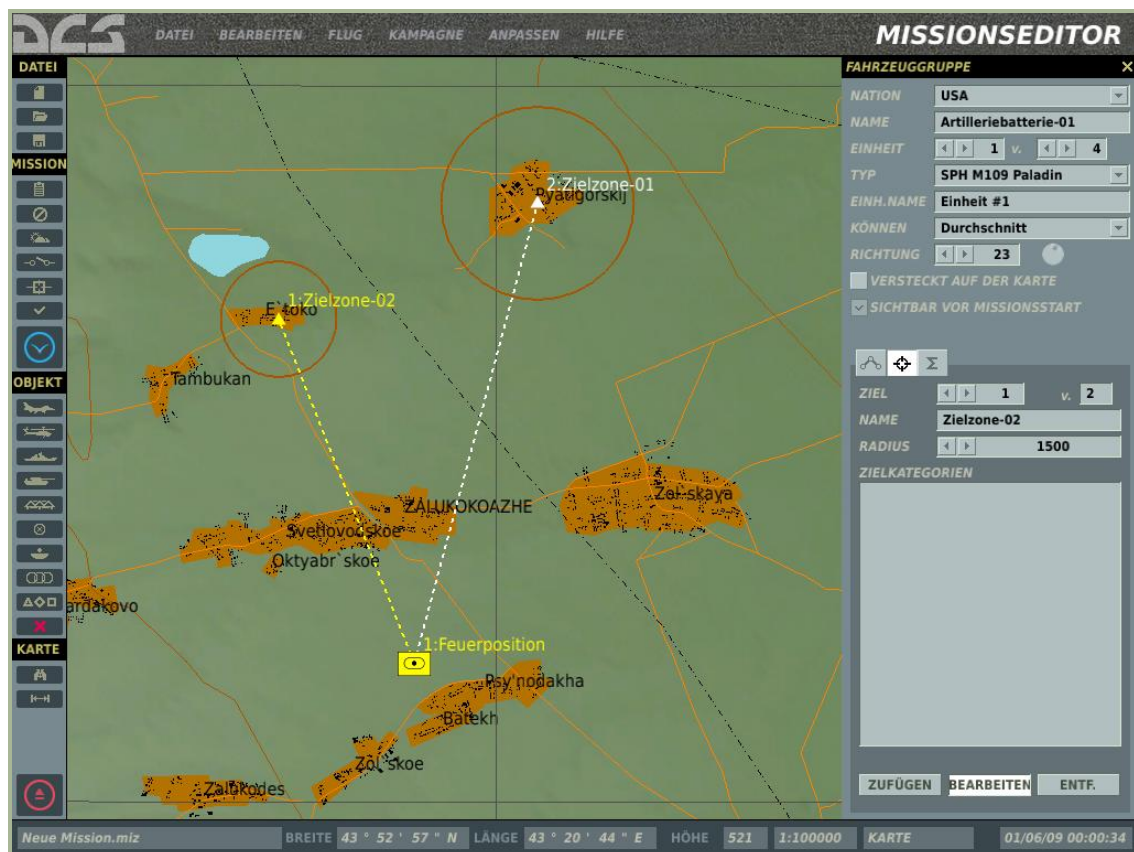 DCS
DATEI BEARBEITEN FLUG KAMPAGNE ANPASSEN HILFE
MISSIONSEDITOR
DATEI
MISSION
OBJEKT
KARTE
2:Zielzone-01
Pyatigorskij
1:Zielzone-02
E`toko
Tambukan
ZALUKOKOAZHE
Zol`skaya
Svetlovodskoe
Oktyabr`skoe
ardakovo
1:Feuerposition
Psy'nodakha
Batekh
Zol`skoe
Zalukodes
FAHRZEUGGRUPPE
NATION USA
NAME Artilleriebatterie-01
EINHEIT 1 v. 4
TYP SPH M109 Paladin
EINH.NAME Einheit #1
KÖNNEN Durchschnitt
RICHTUNG 23
VERSTECKT AUF DER KARTE
SICHTBAR VOR MISSIONSSTART
ZIEL 1 v. 2
NAME Zielzone-02
RADIUS 1500
ZIELKATEGORIEN
ZUFÜGEN BEARBEITEN ENTF.
Neue Mission.miz BREITE 43 ° 52 ' 57 " N LÄNGE 43 ° 20 ' 44 " E HÖHE 521 1:100000 KARTE 01/06/09 00:00:34